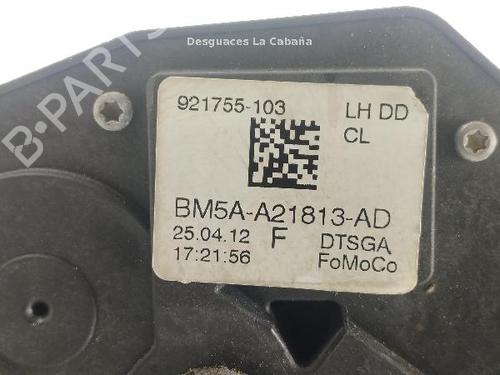 Desguaces La Cabaña
B-PARTS
921755-103 LH DD
CL
BM5A-A21813-AD
25.04.12 F DTSGA
17:21:56 FoMoCo